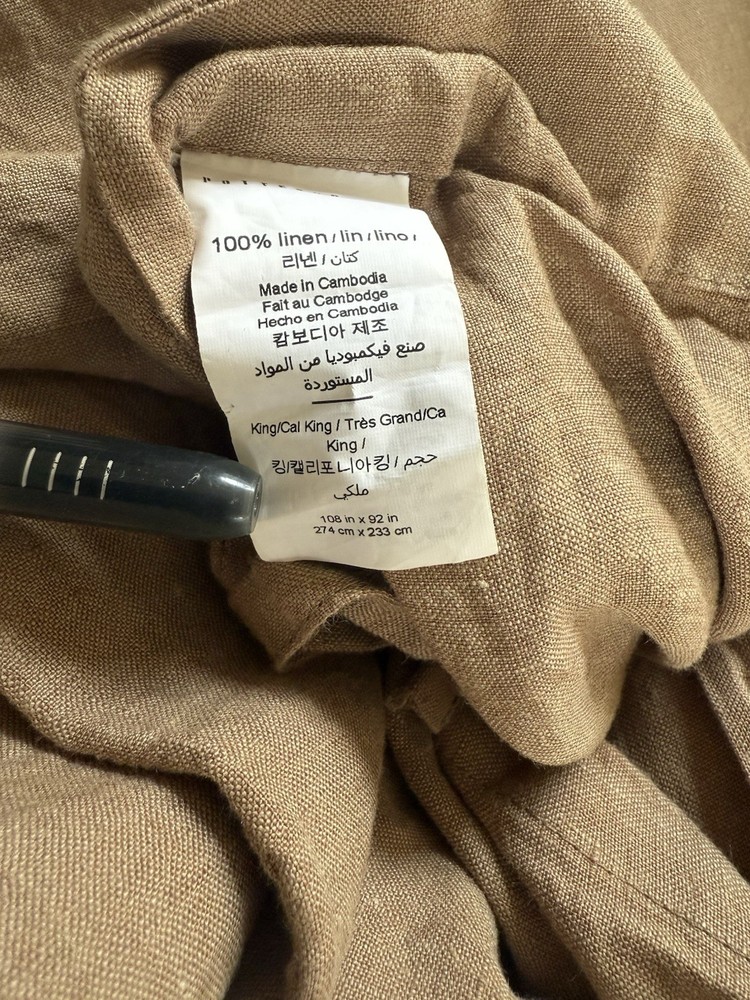 100% linen / lin / lino /
리넨 / كتان
Made in Cambodia
Fait au Cambodge
Hecho en Cambodia
캄보디아 제조
صنع فيكمبوديا من المواد
المستوردة
King/Cal King / Très Grand/Ca
King /
킹/캘리포니아킹 / حجم
ملكي
108 in x 92 in
274 cm x 233 cm